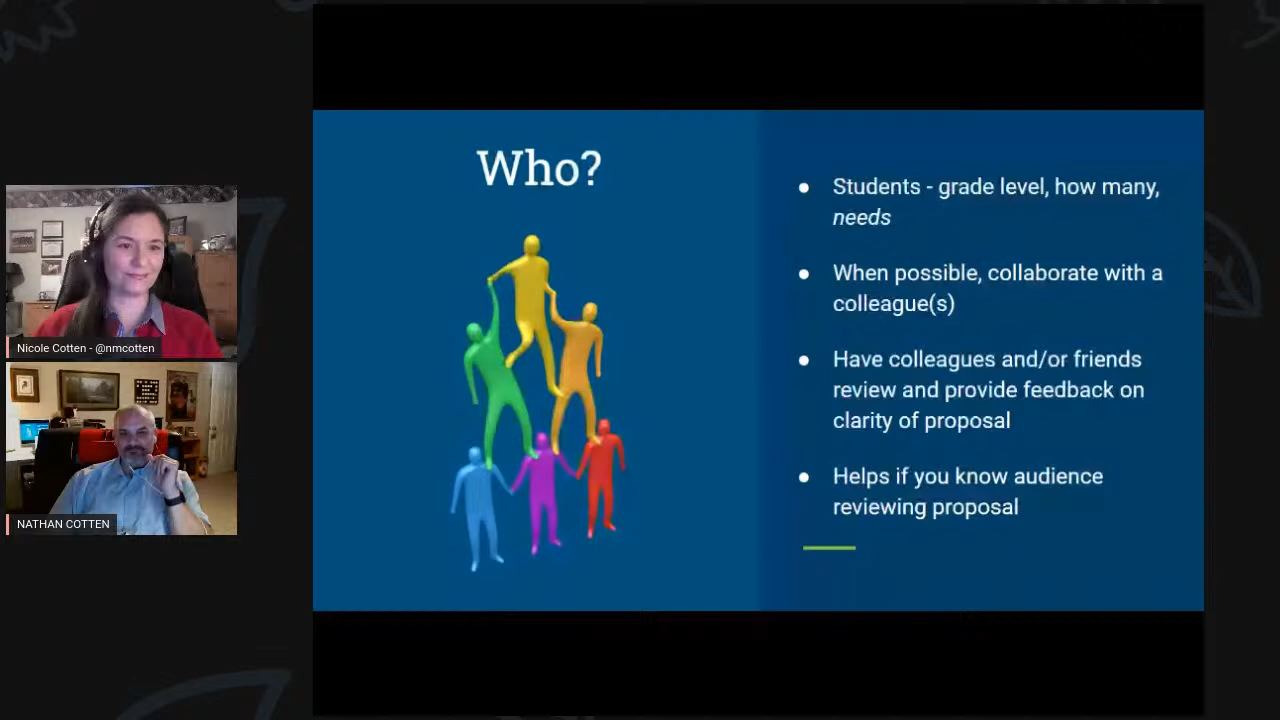 Who?
Students - grade level, how many,
needs
When possible, collaborate with a
colleague(s)
Have colleagues and/or friends
review and provide feedback on
clarity of proposal
Helps if you know audience
reviewing proposal
Nicole Cotten - @nmcotten
NATHAN COTTEN